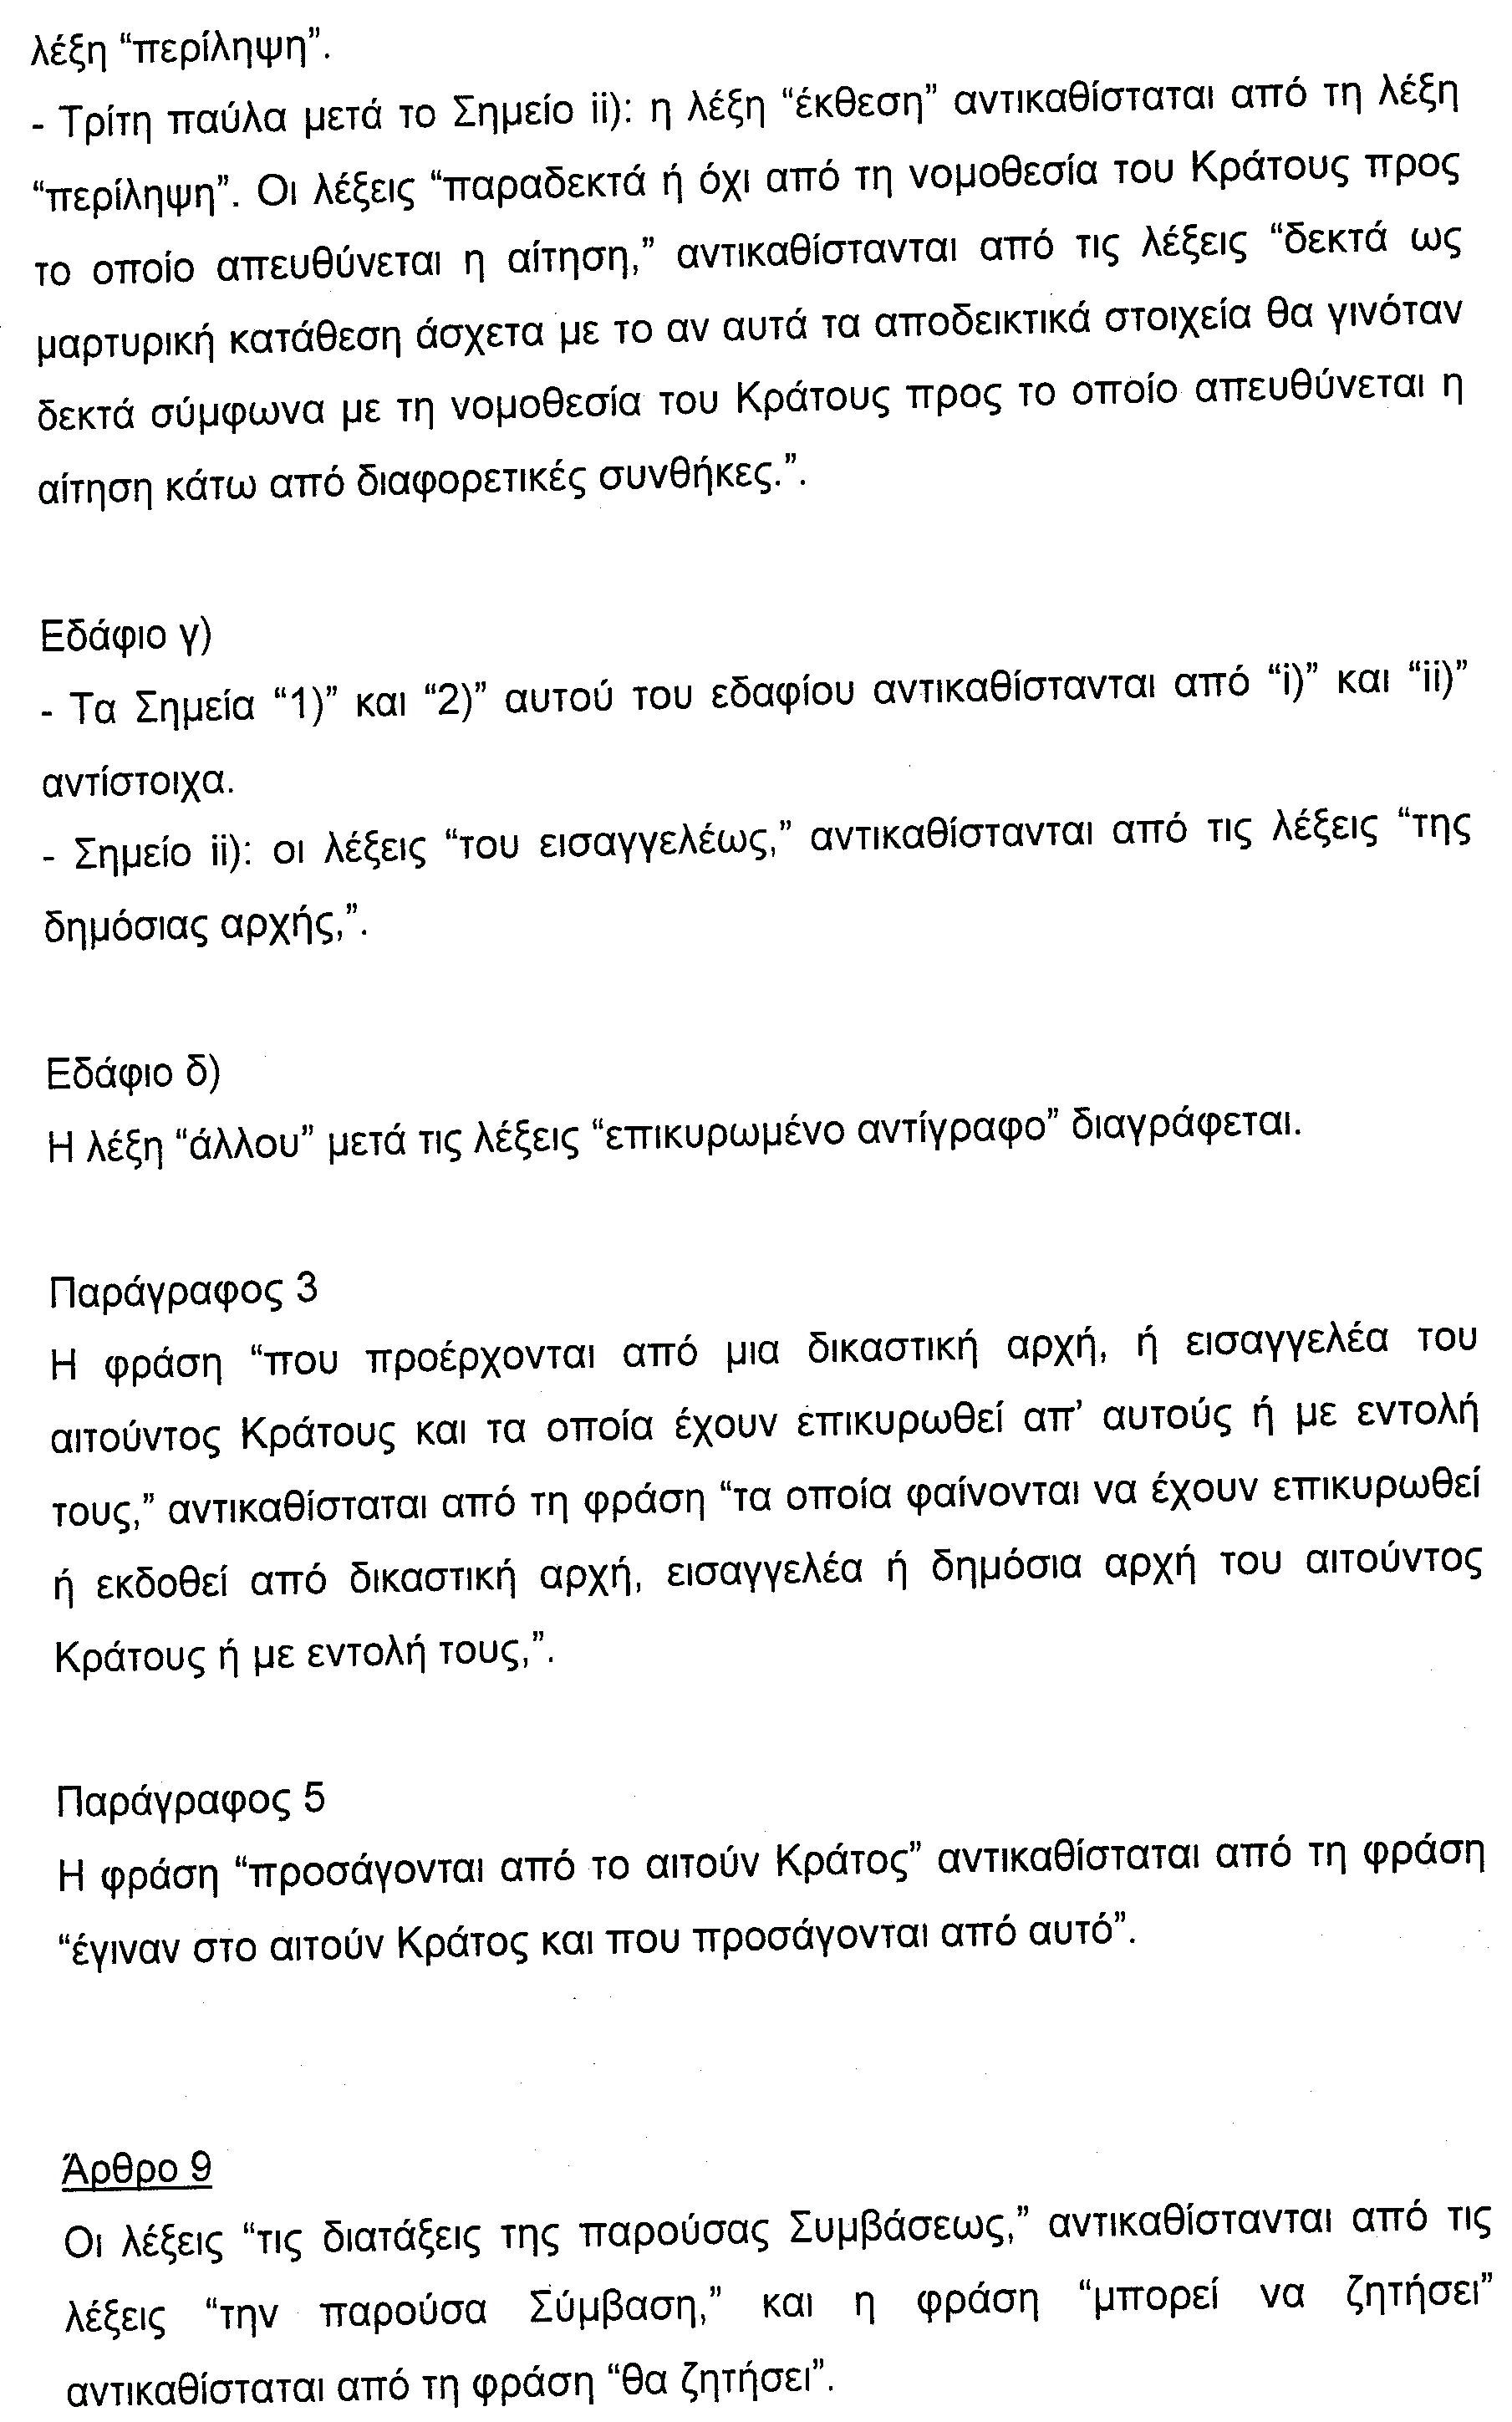 λέξη “περίληψη”.
- Τρίτη παύλα μετά το Σημείο ii): η λέξη “έκθεση” αντικαθίσταται από τη λέξη
“περίληψη”. Οι λέξεις “παραδεκτά ή όχι από τη νομοθεσία του Κράτους προς
το οποίο απευθύνεται η αίτηση,” αντικαθίστανται από τις λέξεις “δεκτά ως
μαρτυρική κατάθεση άσχετα με το αν αυτά τα αποδεικτικά στοιχεία θα γινόταν
δεκτά σύμφωνα με τη νομοθεσία του Κράτους προς το οποίο απευθύνεται η
αίτηση κάτω από διαφορετικές συνθήκες.”.
Εδάφιο γ)
- Τα Σημεία “1)” και “2)” αυτού του εδαφίου αντικαθίστανται από “i)” και “ii)”
αντίστοιχα.
- Σημείο ii): οι λέξεις “του εισαγγελέως,” αντικαθίστανται από τις λέξεις “της
δημόσιας αρχής,”.
Εδάφιο δ)
Η λέξη “άλλου” μετά τις λέξεις “επικυρωμένο αντίγραφο” διαγράφεται.
Παράγραφος 3
Η φράση “που προέρχονται από μια δικαστική αρχή, ή εισαγγελέα του
αιτούντος Κράτους και τα οποία έχουν επικυρωθεί απ’ αυτούς ή με εντολή
τους,” αντικαθίσταται από τη φράση “τα οποία φαίνονται να έχουν επικυρωθεί
ή εκδοθεί από δικαστική αρχή, εισαγγελέα ή δημόσια αρχή του αιτούντος
Κράτους ή με εντολή τους,”.
Παράγραφος 5
Η φράση “προσάγονται από το αιτούν Κράτος” αντικαθίσταται από τη φράση
“έγιναν στο αιτούν Κράτος και που προσάγονται από αυτό”.
Άρθρο 9
Οι λέξεις “τις διατάξεις της παρούσας Συμβάσεως,” αντικαθίστανται από τις
λέξεις “την παρούσα Σύμβαση,” και η φράση “μπορεί να ζητήσει”
αντικαθίσταται από τη φράση “θα ζητήσει”.